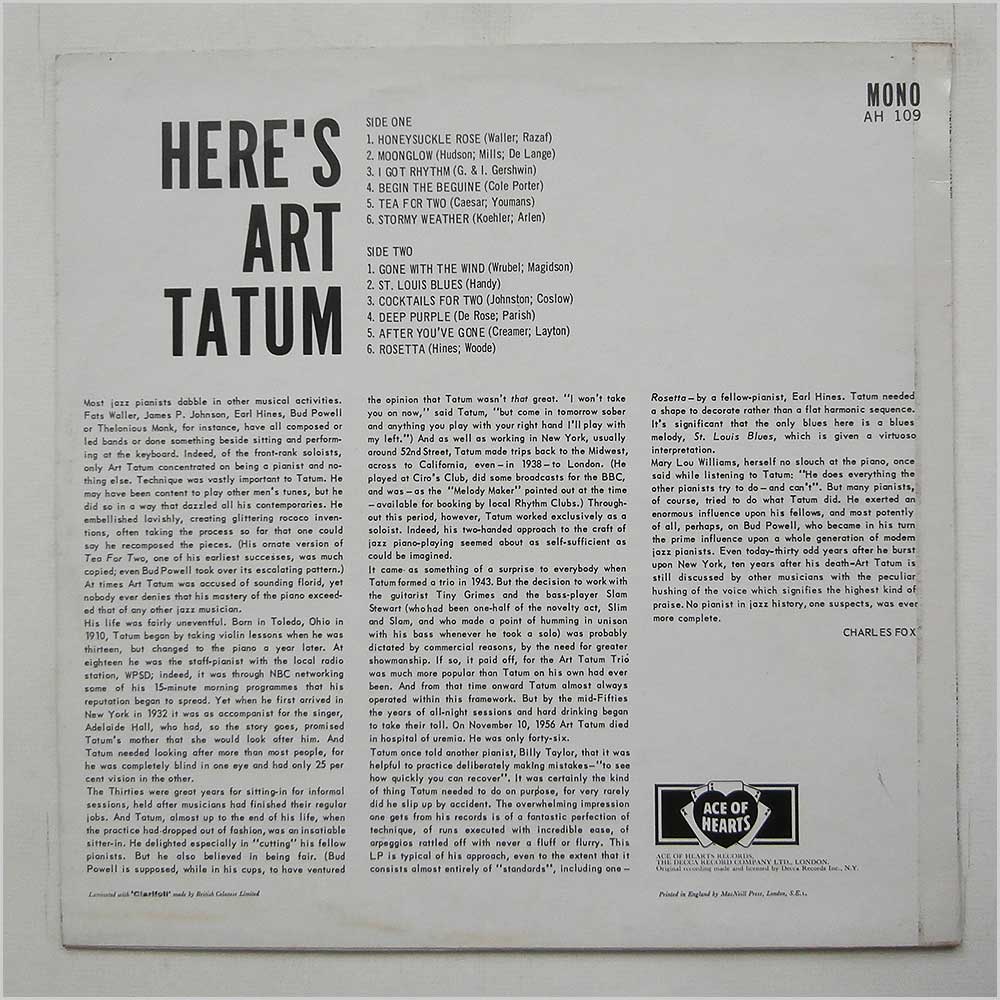 MONO
AH 109
HERE'S
ART
TATUM
SIDE ONE
1. HONEYSUCKLE ROSE (Waller; Razaf)
2. MOONGLOW (Hudson; Mills; De Lange)
3. I GOT RHYTHM (G. & I. Gershwin)
4. BEGIN THE BEGUINE (Cole Porter)
5. TEA FOR TWO (Caesar; Youmans)
6. STORMY WEATHER (Koehler; Arlen)
SIDE TWO
1. GONE WITH THE WIND (Wrubel; Magidson)
2. ST. LOUIS BLUES (Handy)
3. COCKTAILS FOR TWO (Johnston; Coslow)
4. DEEP PURPLE (De Rose; Parish)
5. AFTER YOU'VE GONE (Creamer; Layton)
6. ROSETTA (Hines; Woode)
Most jazz pianists dabble in other musical activities.
Fats Waller, James P. Johnson, Earl Hines, Bud Powell
or Thelonious Monk, for instance, have all composed or
led bands or done something beside sitting and perform-
ing at the keyboard. Indeed, of the front-rank soloists,
only Art Tatum concentrated on being a pianist and no-
thing else. Technique was vastly important to Tatum. He
may have been content to play other men's tunes, but he
did so in a way that dazzled all his contemporaries. He
embellished lavishly, creating glittering rococo inven-
tions, often taking the process so far that one could
say he recomposed the pieces. (His ornate version of
Tea For Two, one of his earliest successes, was much
copied; even Bud Powell took over its escalating pattern.)
At times Art Tatum was accused of sounding florid, yet
nobody ever denies that his mastery of the piano exceed-
ed that of any other jazz musician.
His life was fairly uneventful. Born in Toledo, Ohio in
1910, Tatum began by taking violin lessons when he was
thirteen, but changed to the piano a year later. At
eighteen he was the staff-pianist with the local radio
station, WPSD; indeed, it was through NBC networking
some of his 15-minute morning programmes that his
reputation began to spread. Yet when he first arrived in
New York in 1932 it was as accompanist for the singer,
Adelaide Hall, who had, so the story goes, promised
Tatum's mother that she would look after him. And
Tatum needed looking after more than most people, for
he was completely blind in one eye and had only 25 per
cent vision in the other.
The Thirties were great years for sitting-in for informal
sessions, held after musicians had finished their regular
jobs. And Tatum, almost up to the end of his life, when
the practice had-dropped out of fashion, was an insatiable
sitter-in. He delighted especially in "cutting" his fellow
pianists. But he also believed in being fair. (Bud
Powell is supposed, while in his cups, to have ventured
the opinion that Tatum wasn't that great. "I won't take
you on now," said Tatum, "but come in tomorrow sober
and anything you play with your right hand I'll play with
my left.") And as well as working in New York, usually
around 52nd Street, Tatum made trips back to the Midwest,
across to California, even – in 1938 – to London. (He
played at Ciro's Club, did some broadcasts for the BBC,
and was – as the "Melody Maker" pointed out at the time
– available for booking by local Rhythm Clubs.) Through-
out this period, however, Tatum worked exclusively as a
soloist. Indeed, his two-handed approach to the craft of
jazz piano-playing seemed about as self-sufficient as
could be imagined.
It came as something of a surprise to everybody when
Tatum formed a trio in 1943. But the decision to work with
the guitarist Tiny Grimes and the bass-player Slam
Stewart (who had been one-half of the novelty act, Slim
and Slam, and who made a point of humming in unison
with his bass whenever he took a solo) was probably
dictated by commercial reasons, by the need for greater
showmanship. If so, it paid off, for the Art Tatum Trio
was much more popular than Tatum on his own had ever
been. And from that time onward Tatum almost always
operated within this framework. But by the mid-Fifties
the years of all-night sessions and hard drinking began
to take their toll. On November 10, 1956 Art Tatum died
in hospital of uremia. He was only forty-six.
Tatum once told another pianist, Billy Taylor, that it was
helpful to practice deliberately making mistakes–"to see
how quickly you can recover". It was certainly the kind
of thing Tatum needed to do on purpose, for very rarely
did he slip up by accident. The overwhelming impression
one gets from his records is of a fantastic perfection of
technique, of runs executed with incredible ease, of
arpeggios rattled off with never a fluff or flurry. This
LP is typical of his approach, even to the extent that it
consists almost entirely of "standards", including one –
Rosetta – by a fellow-pianist, Earl Hines. Tatum needed
a shape to decorate rather than a flat harmonic sequence.
It's significant that the only blues here is a blues
melody, St. Louis Blues, which is given a virtuoso
interpretation.
Mary Lou Williams, herself no slouch at the piano, once
said while listening to Tatum: "He does everything the
other pianists try to do – and can't". But many pianists,
of course, tried to do what Tatum did. He exerted an
enormous influence upon his fellows, and most potently
of all, perhaps, on Bud Powell, who became in his turn
the prime influence upon a whole generation of modern
jazz pianists. Even today-thirty odd years after he burst
upon New York, ten years after his death-Art Tatum is
still discussed by other musicians with the peculiar
hushing of the voice which signifies the highest kind of
praise. No pianist in jazz history, one suspects, was ever
more complete.
CHARLES FOX
ACE OF
HEARTS
ACE OF HEARTS RECORDS,
THE DECCA RECORD COMPANY LTD., LONDON.
Original recording made and licensed by Decca Records Inc., N.Y.
Laminated with 'Clarifoil' made by British Celanese Limited
Printed in England by MacNeill Press, London, S.E.1.